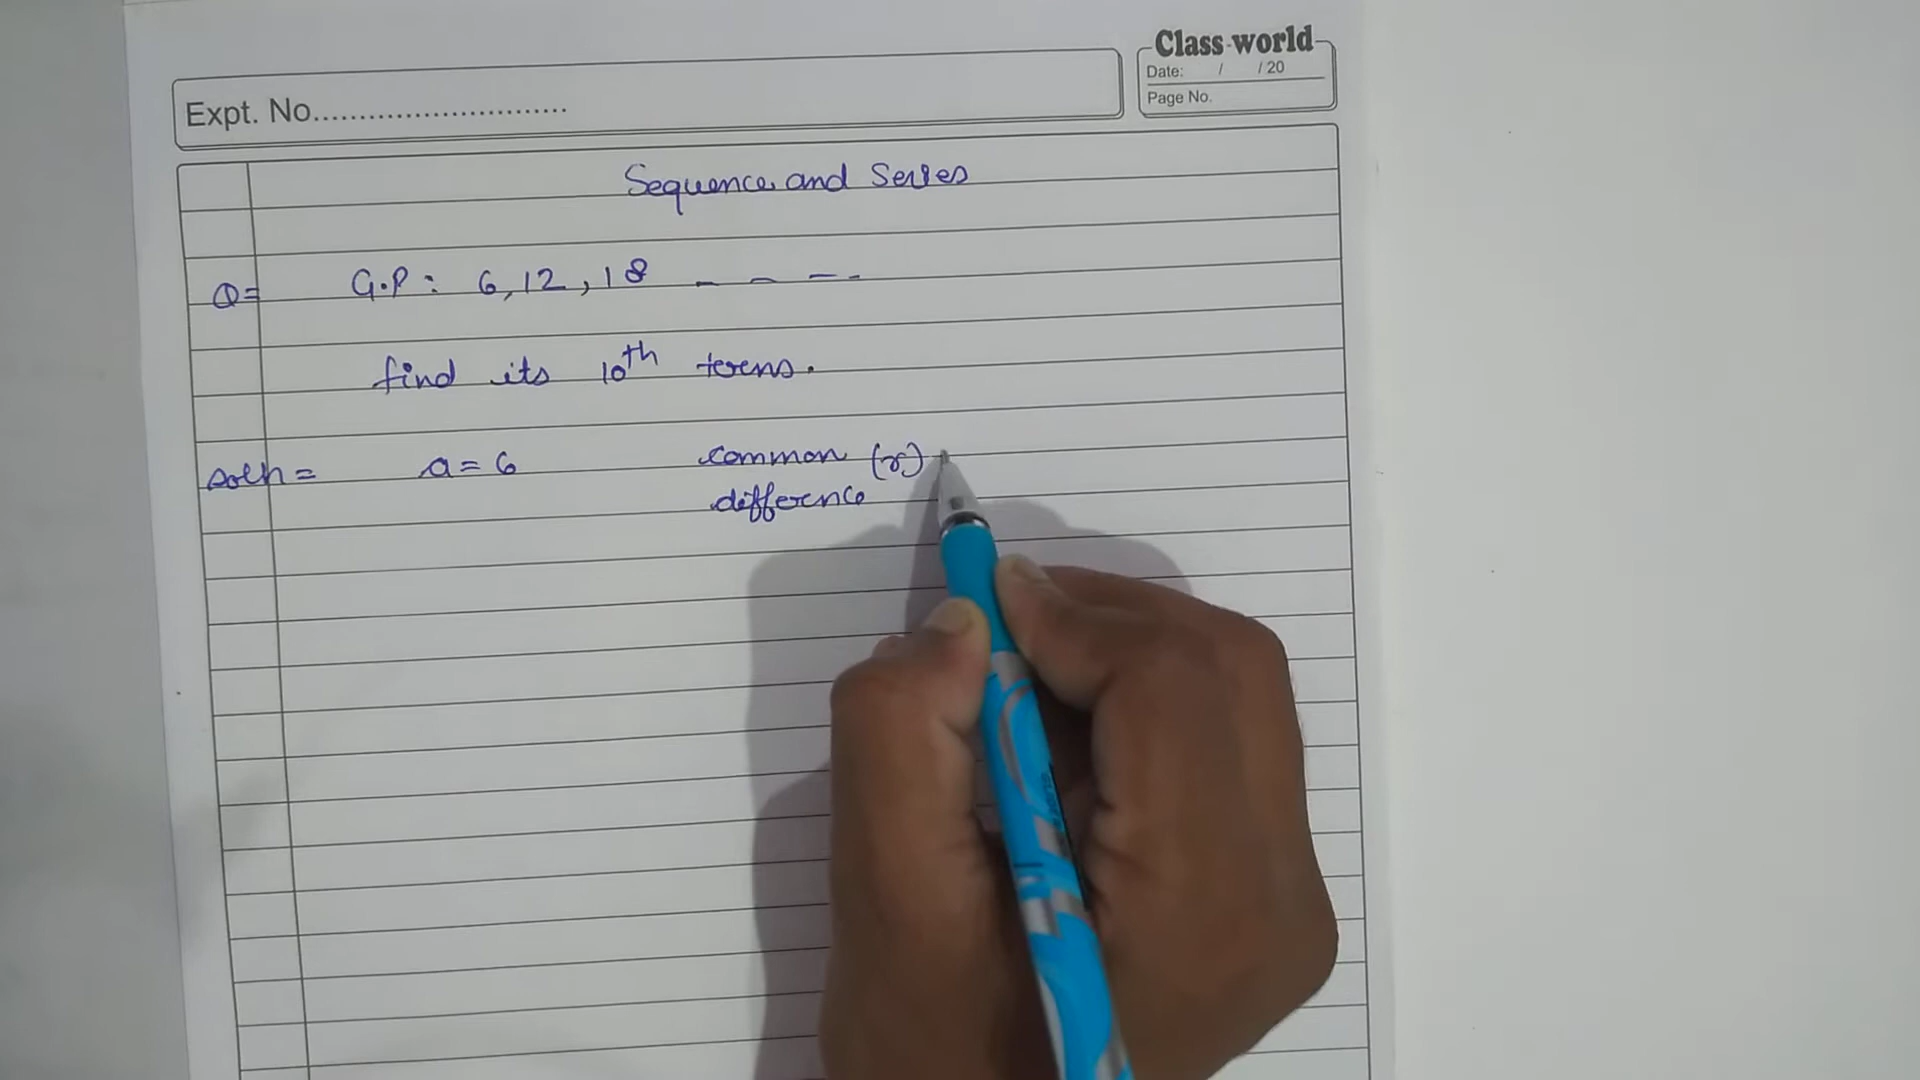 Class world
Date: / / 20
Page No.
Expt. No............................
Sequence and Series
Q= G.P : 6, 12, 18 - - - -
find its 10th terms.
soln = a = 6 common (r)
difference